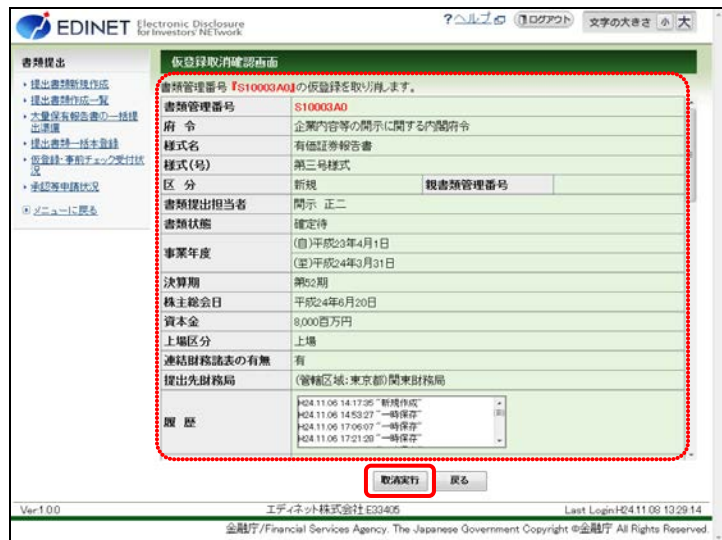 EDINET Electronic Disclosure for Investors' NETwork
?ヘルプ ログアウト 文字の大きさ 小 大
書類提出
・提出書類新規作成
・提出書類作成一覧
・大量保有報告書の一括提出準備
・提出書類一括本登録
・仮登録・事前チェック受付状況
・承認等申請状況
メニューに戻る
仮登録取消確認画面
書類管理番号『S10003A0』の仮登録を取り消します。
書類管理番号 S10003A0
府 令 企業内容等の開示に関する内閣府令
様式名 有価証券報告書
様式(号) 第三号様式
区 分 新規 親書類管理番号
書類提出担当者 開示 正二
書類状態 確定待
事業年度 (自)平成23年4月1日
(至)平成24年3月31日
決算期 第52期
株主総会日 平成24年6月20日
資本金 8,000百万円
上場区分 上場
連結財務諸表の有無 有
提出先財務局 (管轄区域:東京都)関東財務局
履 歴 H24.11.06 14:17:35 "新規作成"
H24.11.06 14:53:27 "一時保存"
H24.11.06 17:06:07 "一時保存"
H24.11.06 17:21:28 "一時保存"
取消実行 戻る
Ver.1.0.0 エディネット株式会社:E33405 Last Login:H24.11.08 13:29:14
金融庁/Financial Services Agency. The Japanese Government Copyright ©金融庁 All Rights Reserved.